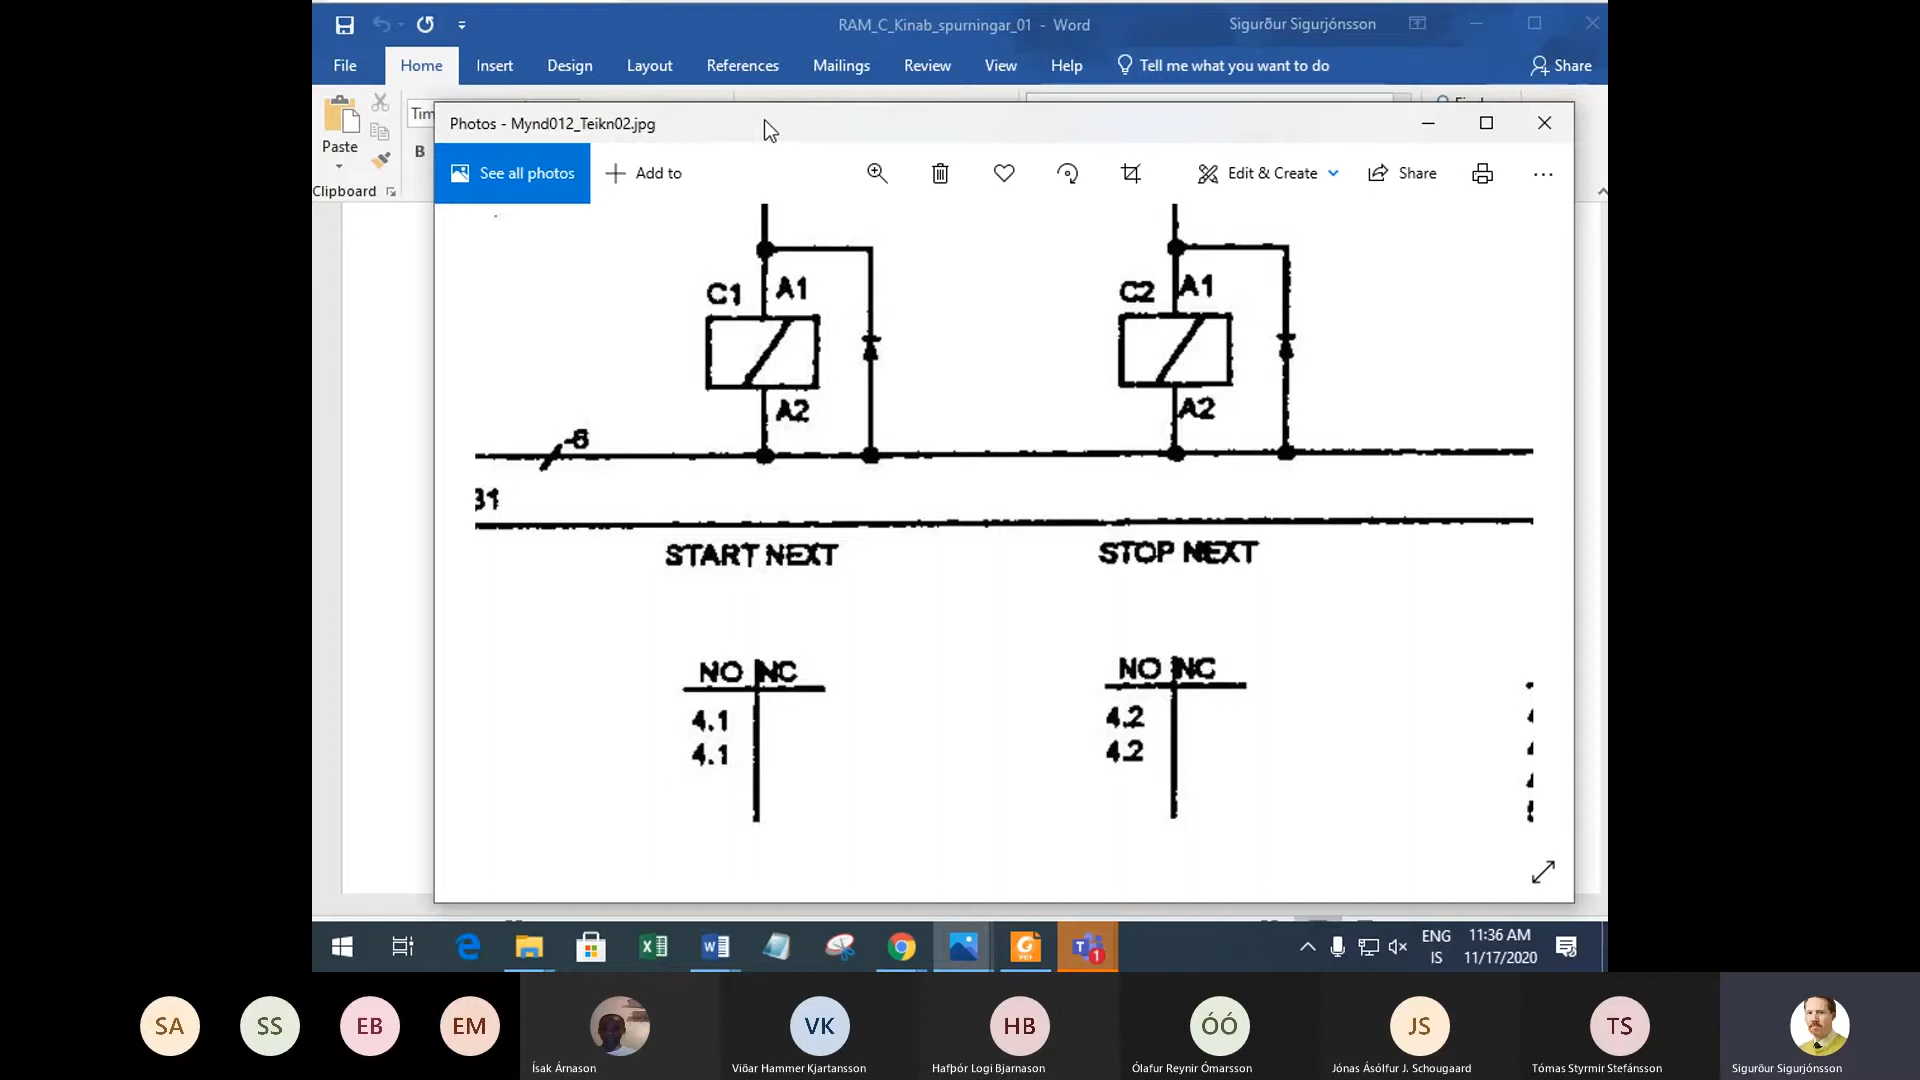 RAM_C_Kinab_spurningar_01 - Word
Sigurður Sigurjónsson
File Home Insert Design Layout References Mailings Review View Help Tell me what you want to do Share
Paste
Tim
B
Clipboard
Photos - Mynd012_Teikn02.jpg
See all photos
Add to
Edit & Create
Share
C1 A1
A2
C2 A1
A2
-6
START NEXT
STOP NEXT
NO NC
4.1
4.1
NO NC
4.2
4.2
1
ENG
IS
11:36 AM
11/17/2020
SA
SS
EB
EM
VK
HB
ÓÓ
JS
TS
Ísak Árnason
Viðar Hammer Kjartansson
Hafþór Logi Bjarnason
Ólafur Reynir Ómarsson
Jónas Ásólfur J. Schougaard
Tómas Styrmir Stefánsson
Sigurður Sigurjónsson